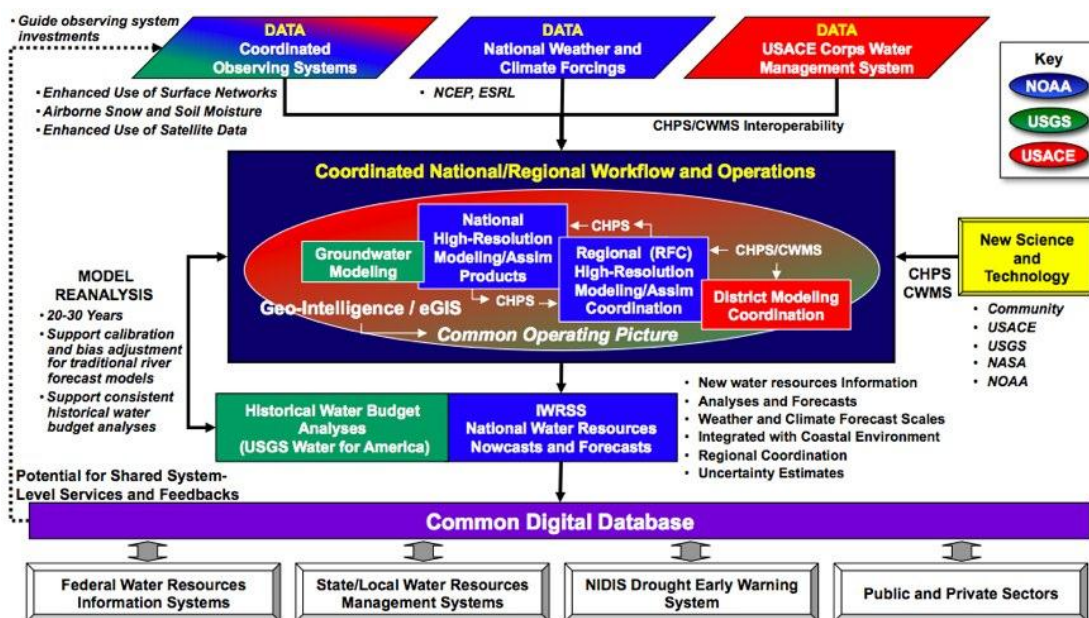 • Guide observing system
investments
DATA
Coordinated
Observing Systems
DATA
National Weather and
Climate Forcings
DATA
USACE Corps Water
Management System
Key
NOAA
USGS
USACE
• Enhanced Use of Surface Networks
• Airborne Snow and Soil Moisture
• Enhanced Use of Satellite Data
• NCEP, ESRL
CHPS/CWMS Interoperability
Coordinated National/Regional Workflow and Operations
National
High-Resolution
Modeling/Assim
Products
CHPS
Groundwater
Modeling
Regional (RFC)
High-Resolution
Modeling/Assim
Coordination
CHPS/CWMS
CHPS
District Modeling
Coordination
Geo-Intelligence / eGIS
Common Operating Picture
CHPS
CWMS
New Science
and
Technology
• Community
• USACE
• USGS
• NASA
• NOAA
MODEL
REANALYSIS
• 20-30 Years
• Support calibration
and bias adjustment
for traditional river
forecast models
• Support consistent
historical water
budget analyses
Historical Water Budget
Analyses
(USGS Water for America)
IWRSS
National Water Resources
Nowcasts and Forecasts
• New water resources Information
• Analyses and Forecasts
• Weather and Climate Forecast Scales
• Integrated with Coastal Environment
• Regional Coordination
• Uncertainty Estimates
Potential for Shared System-
Level Services and Feedbacks
Common Digital Database
Federal Water Resources
Information Systems
State/Local Water Resources
Management Systems
NIDIS Drought Early Warning
System
Public and Private Sectors